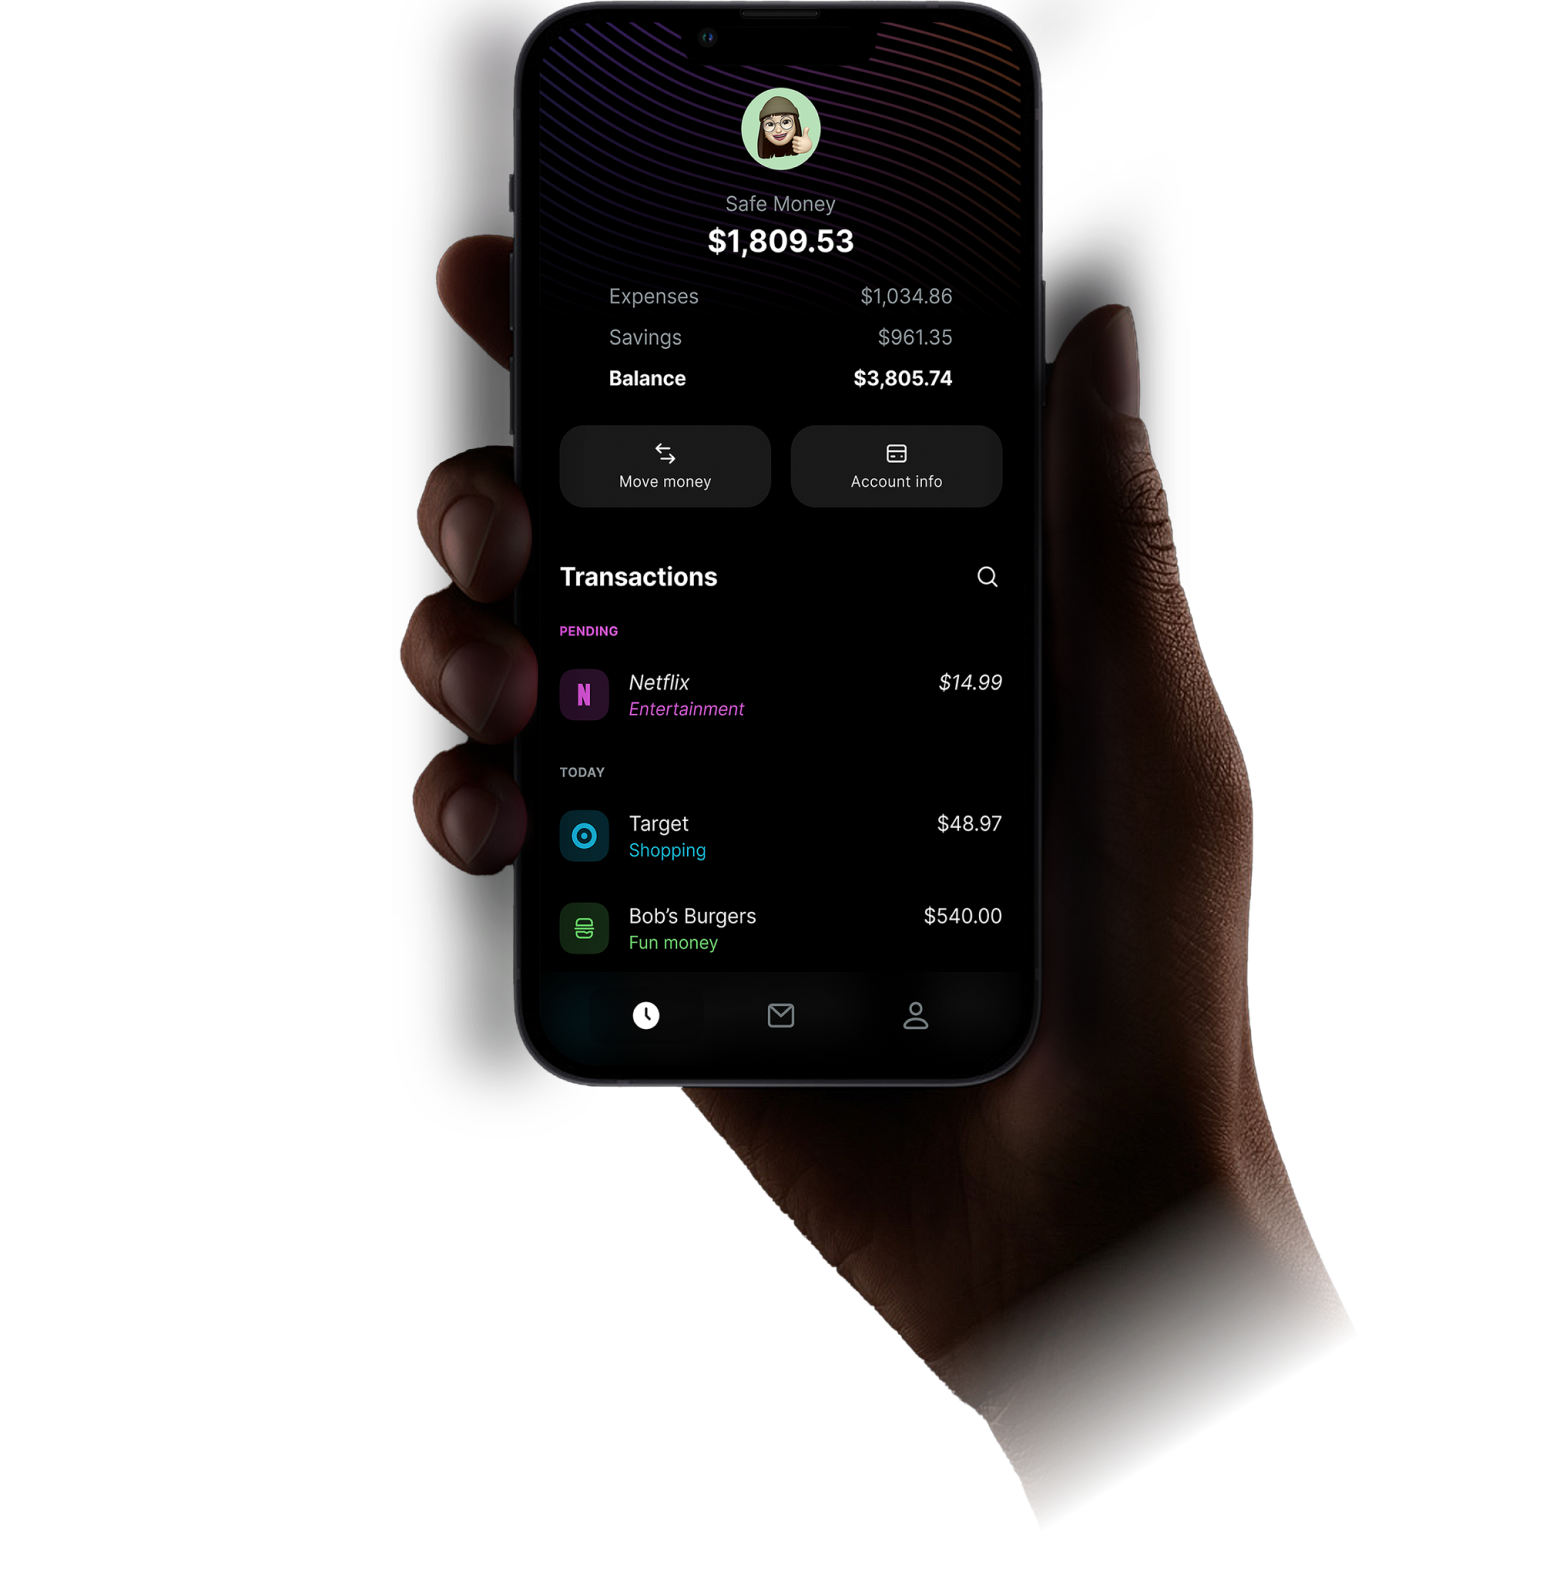 Safe Money
$1,809.53
Expenses $1,034.86
Savings $961.35
Balance $3,805.74
Move money Account info
Transactions
PENDING
N
Netflix $14.99
Entertainment
TODAY
Target $48.97
Shopping
Bob’s Burgers $540.00
Fun money